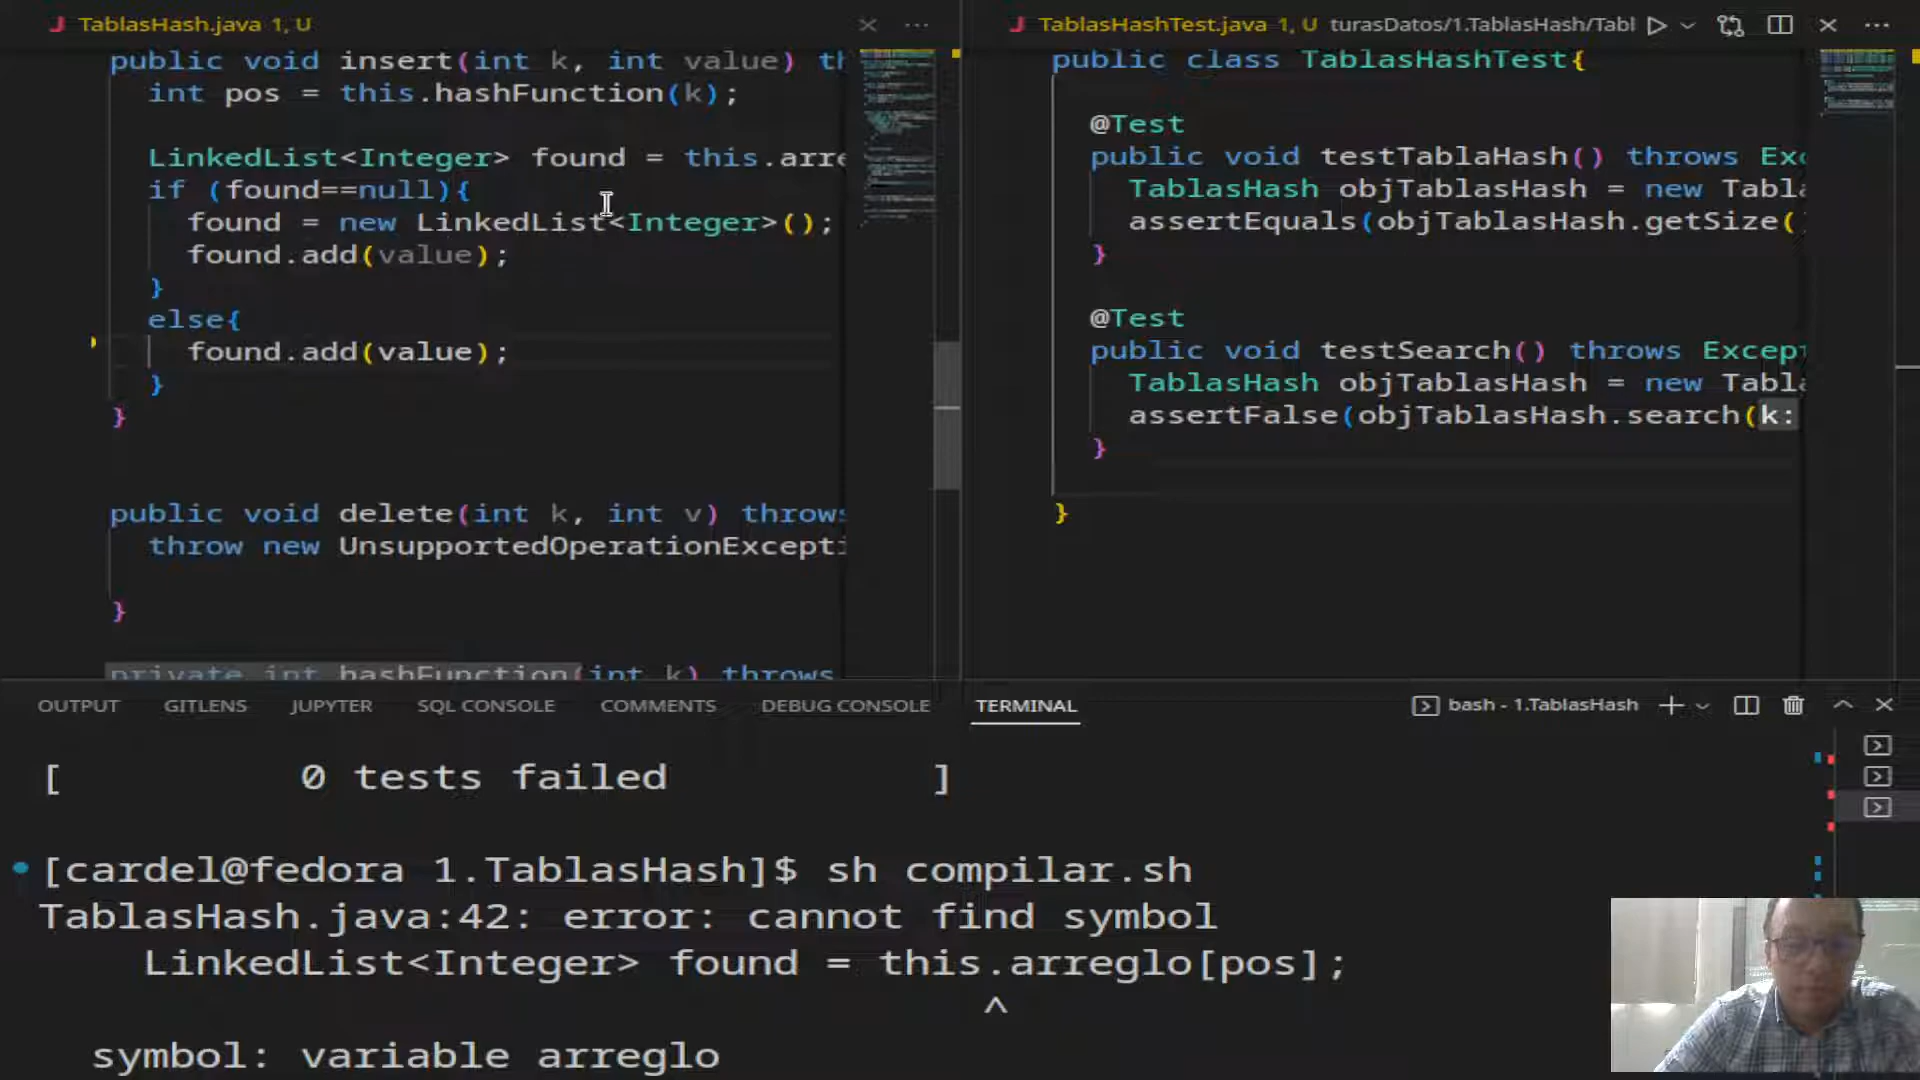 TablasHash.java 1, U
public void insert(int k, int value) th
int pos = this.hashFunction(k);
LinkedList<Integer> found = this.arre
if (found==null){
found = new LinkedList<Integer>();
found.add(value);
}
else{
found.add(value);
}
}
public void delete(int k, int v) throws
throw new UnsupportedOperationExcepti
}
private int hashFunction(int k) throws
TablasHashTest.java 1, U turasDatos/1.TablasHash/Tabl
public class TablasHashTest{
@Test
public void testTablaHash() throws Exc
TablasHash objTablasHash = new Tabla
assertEquals(objTablasHash.getSize()
}
@Test
public void testSearch() throws Except
TablasHash objTablasHash = new Tabla
assertFalse(objTablasHash.search(k:
}
}
OUTPUT GITLENS JUPYTER SQL CONSOLE COMMENTS DEBUG CONSOLE TERMINAL bash - 1.TablasHash
[ 0 tests failed ]
[cardel@fedora 1.TablasHash]$ sh compilar.sh
TablasHash.java:42: error: cannot find symbol
LinkedList<Integer> found = this.arreglo[pos];
^
symbol: variable arreglo